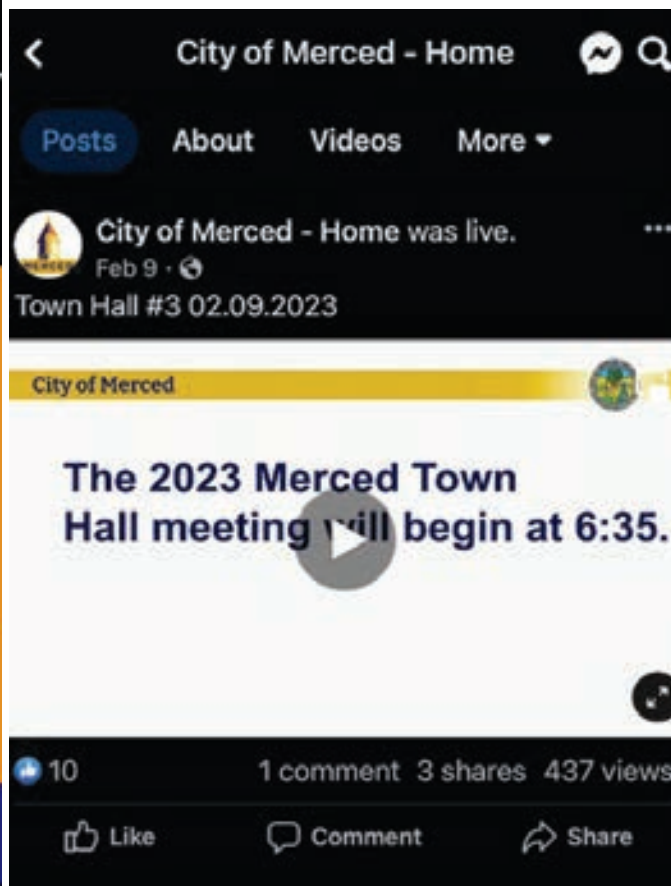 City of Merced - Home
Posts About Videos More
City of Merced - Home was live.
Feb 9 ·
Town Hall #3 02.09.2023
City of Merced
The 2023 Merced Town
Hall meeting will begin at 6:35.
10 1 comment 3 shares 437 views
Like Comment Share